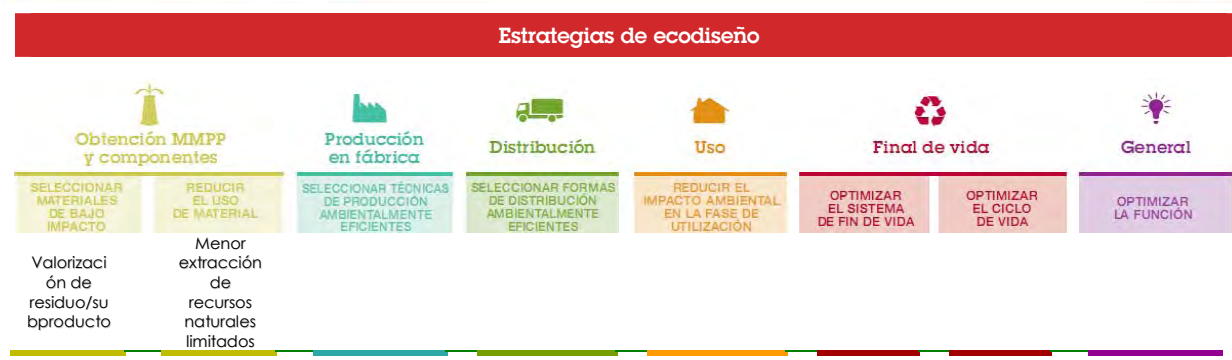 Estrategias de ecodiseño
Obtención MMPP
y componentes
Producción
en fábrica
Distribución
Uso
Final de vida
General
SELECCIONAR
MATERIALES
DE BAJO
IMPACTO
REDUCIR
EL USO
DE MATERIAL
SELECCIONAR TÉCNICAS
DE PRODUCCIÓN
AMBIENTALMENTE
EFICIENTES
SELECCIONAR FORMAS
DE DISTRIBUCIÓN
AMBIENTALMENTE
EFICIENTES
REDUCIR EL
IMPACTO AMBIENTAL
EN LA FASE DE
UTILIZACIÓN
OPTIMIZAR
EL SISTEMA
DE FIN DE VIDA
OPTIMIZAR
EL CICLO
DE VIDA
OPTIMIZAR
LA FUNCIÓN
Valorizaci
ón de
residuo/su
bproducto
Menor
extracción
de
recursos
naturales
limitados